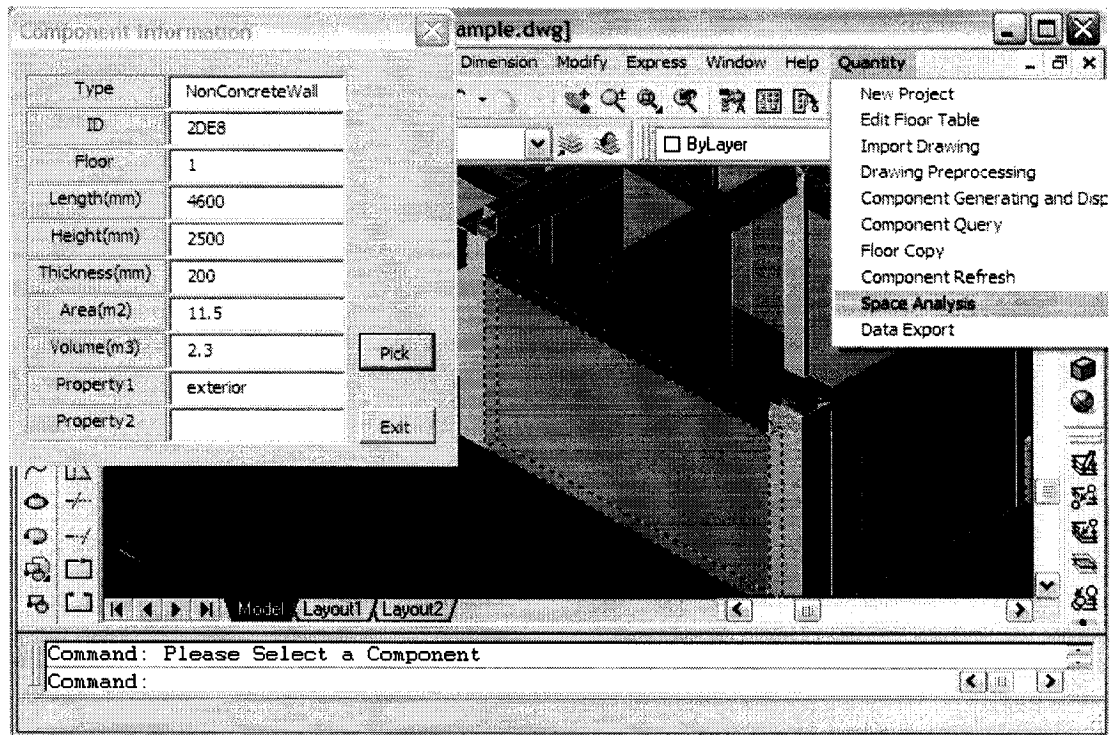 Component Information
ample.dwg]
Dimension Modify Express Window Help Quantity
Type NonConcreteWall
ID 2DE8
Floor 1
Length(mm) 4600
Height(mm) 2500
Thickness(mm) 200
Area(m2) 11.5
Volume(m3) 2.3
Property1 exterior
Property2
Pick
Exit
ByLayer
New Project
Edit Floor Table
Import Drawing
Drawing Preprocessing
Component Generating and Disp
Component Query
Floor Copy
Component Refresh
Space Analysis
Data Export
Model Layout1 Layout2
Command: Please Select a Component
Command: